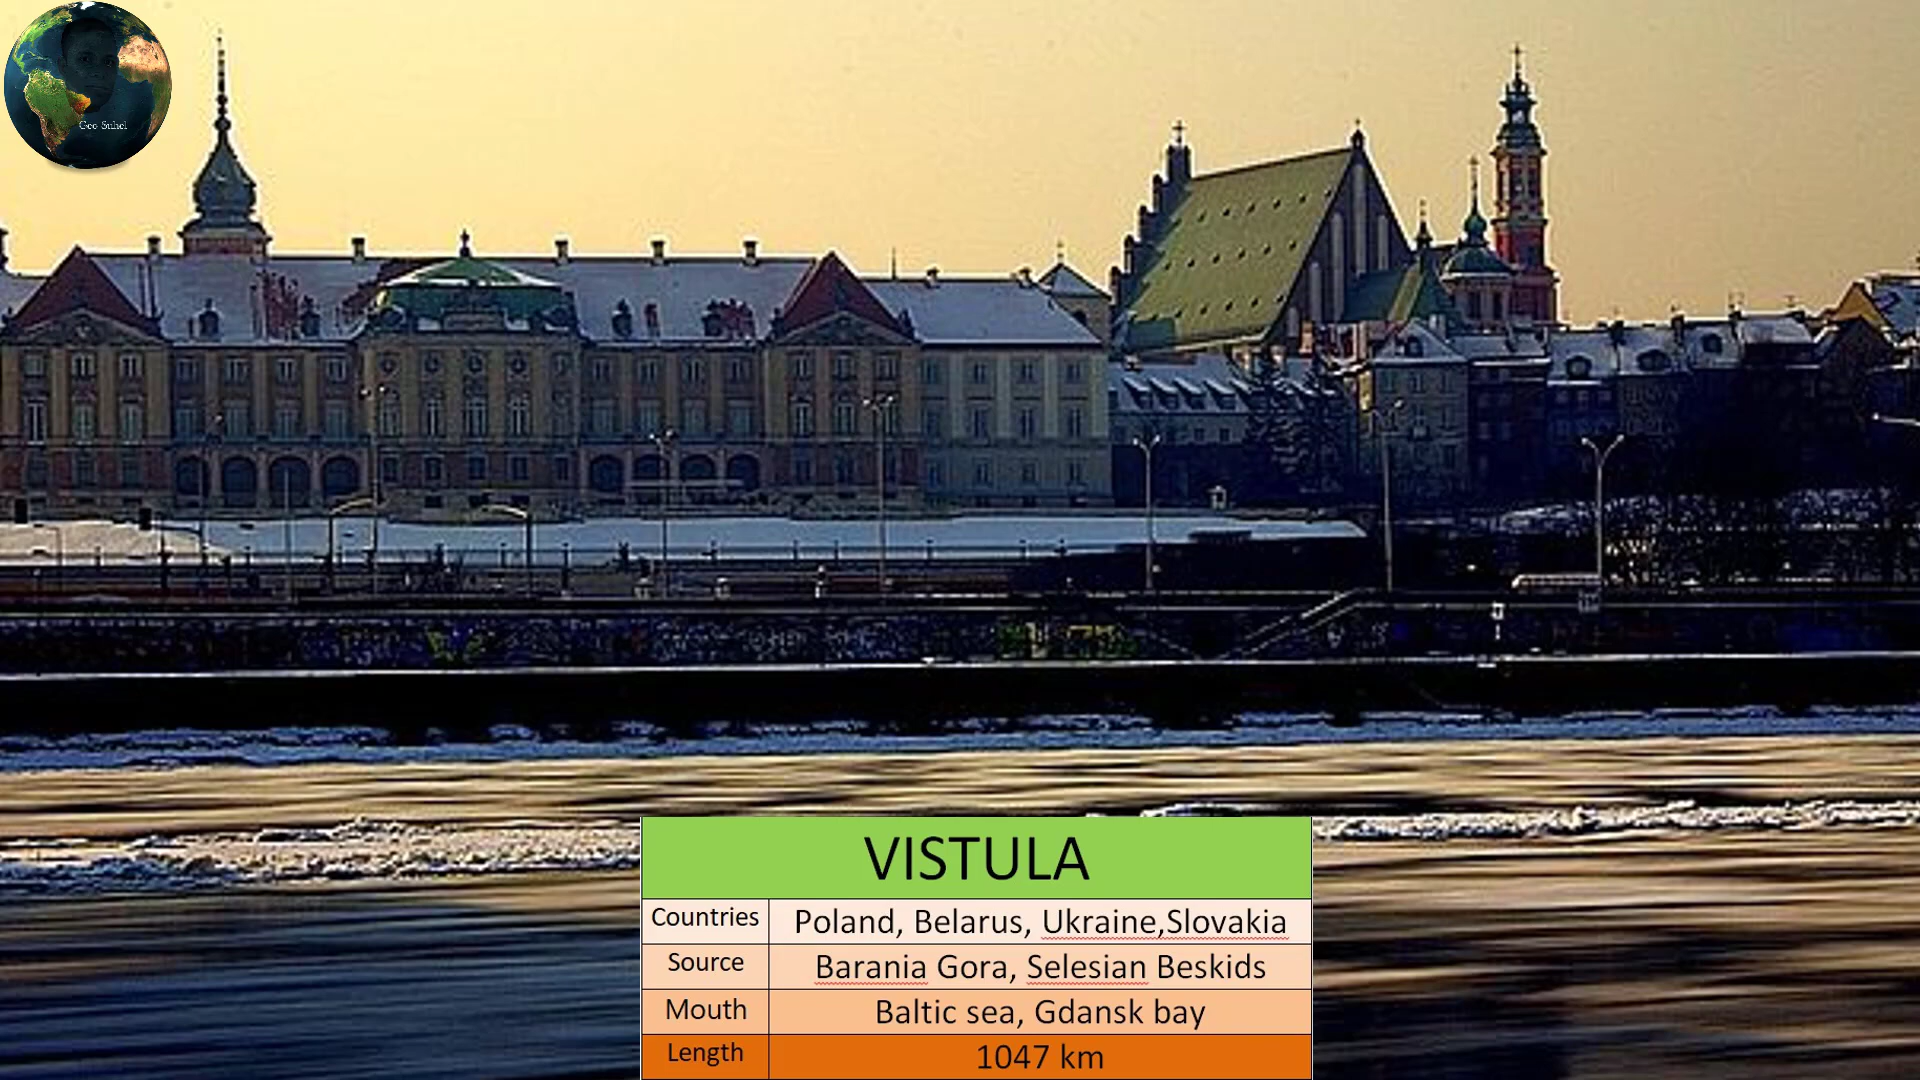 Geo Suhel
VISTULA
Countries Poland, Belarus, Ukraine,Slovakia
Source Barania Gora, Selesian Beskids
Mouth Baltic sea, Gdansk bay
Length 1047 km